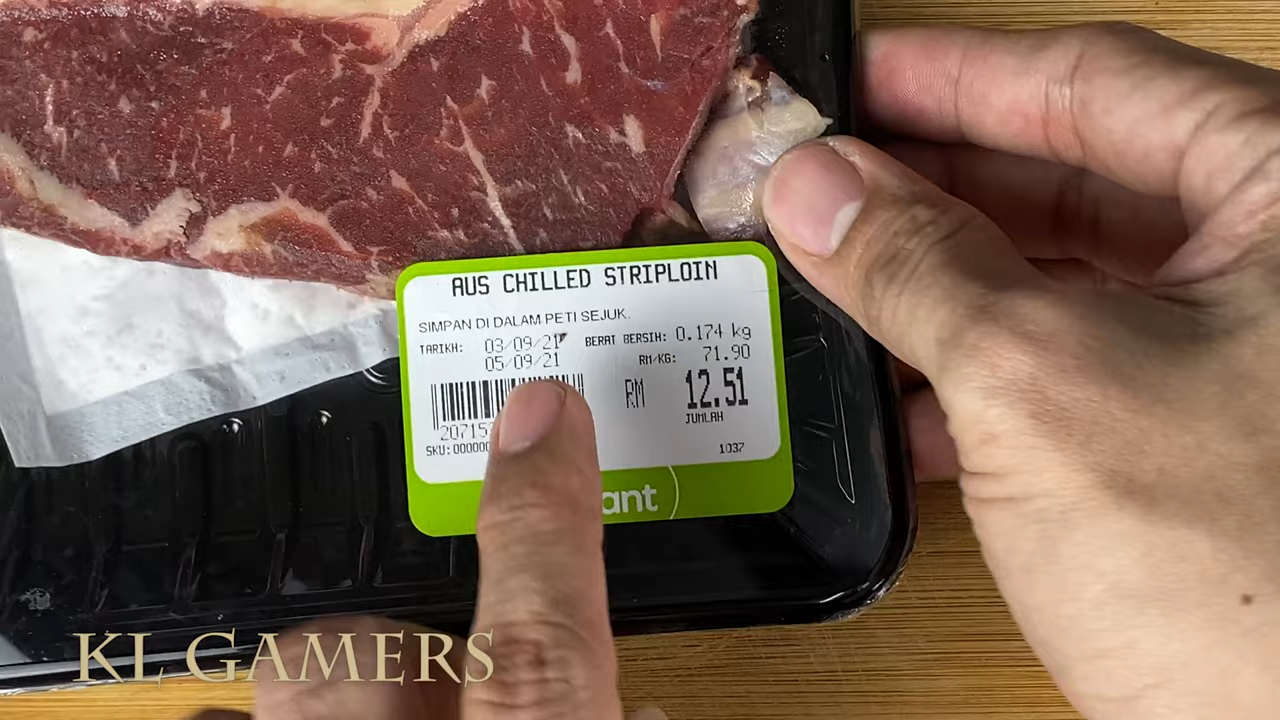 AUS CHILLED STRIPLOIN
SIMPAN DI DALAM PETI SEJUK.
TARIKH: 03/09/21 BERAT BERSIH: 0.174 kg
05/09/21 RM/KG: 71.90
RM 12.51
JUMLAH
1037
KL GAMERS